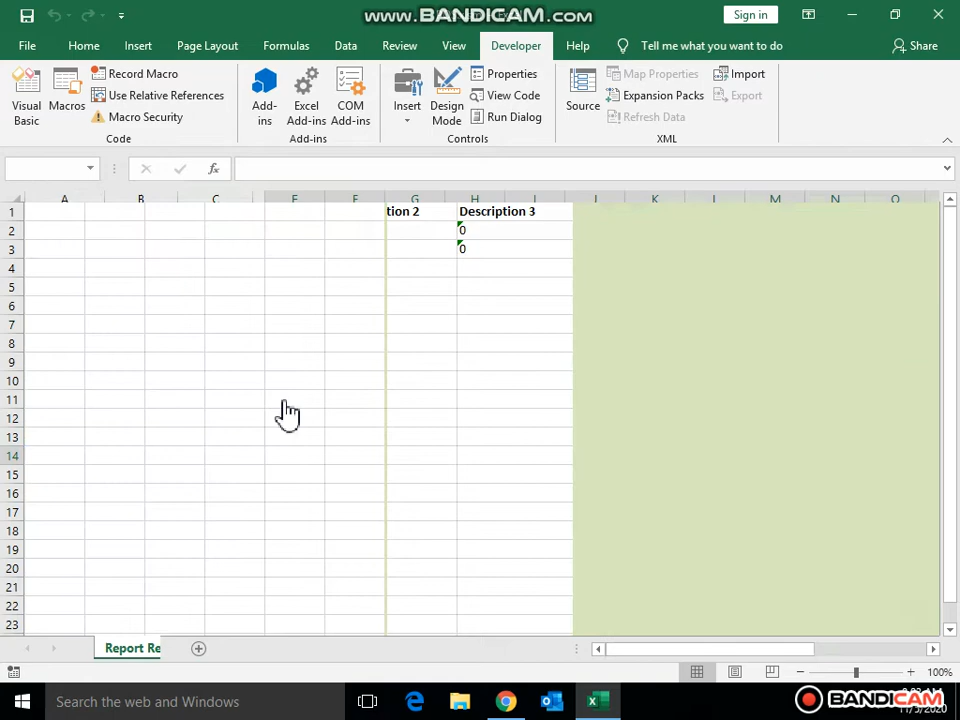 www.BANDICAM.com
Sign in
File Home Insert Page Layout Formulas Data Review View Developer Help Tell me what you want to do Share
Visual Basic
Macros
Record Macro
Use Relative References
Macro Security
Code
Add-ins
Excel Add-ins
COM Add-ins
Add-ins
Insert
Design Mode
Properties
View Code
Run Dialog
Controls
Source
Map Properties
Expansion Packs
Refresh Data
Import
Export
XML
fx
A B C E F G H I J K L M N O
1 tion 2 Description 3
2 0
3 0
4
5
6
7
8
9
10
11
12
13
14
15
16
17
18
19
20
21
22
23
Report Re
100%
Search the web and Windows
BANDICAM
11/5/2020